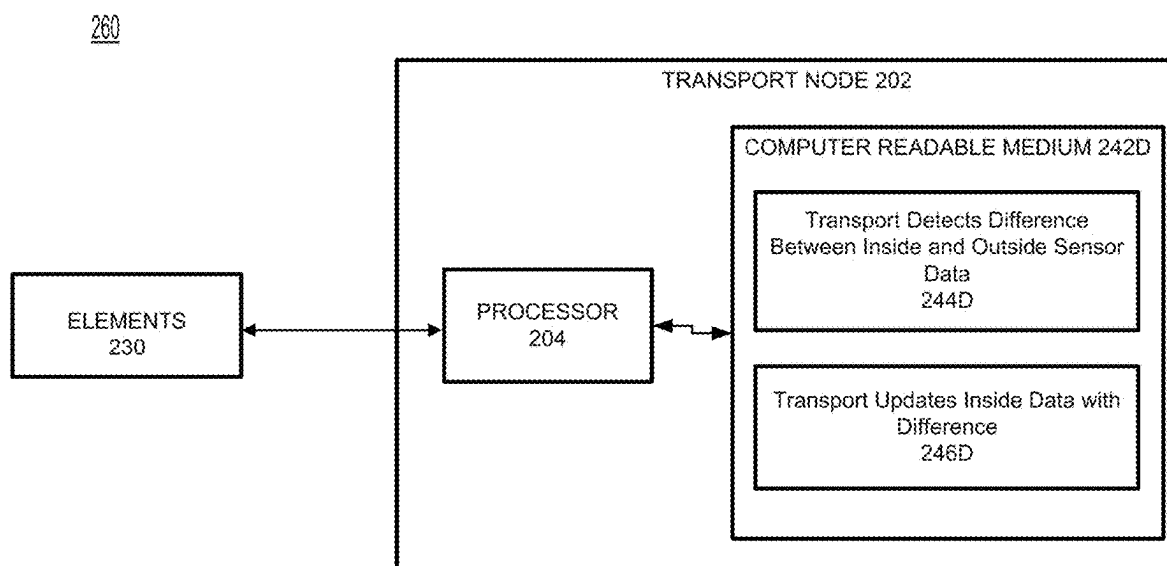 260
TRANSPORT NODE 202
COMPUTER READABLE MEDIUM 242D
Transport Detects Difference
Between Inside and Outside Sensor
Data
244D
ELEMENTS
230
PROCESSOR
204
Transport Updates Inside Data with
Difference
246D